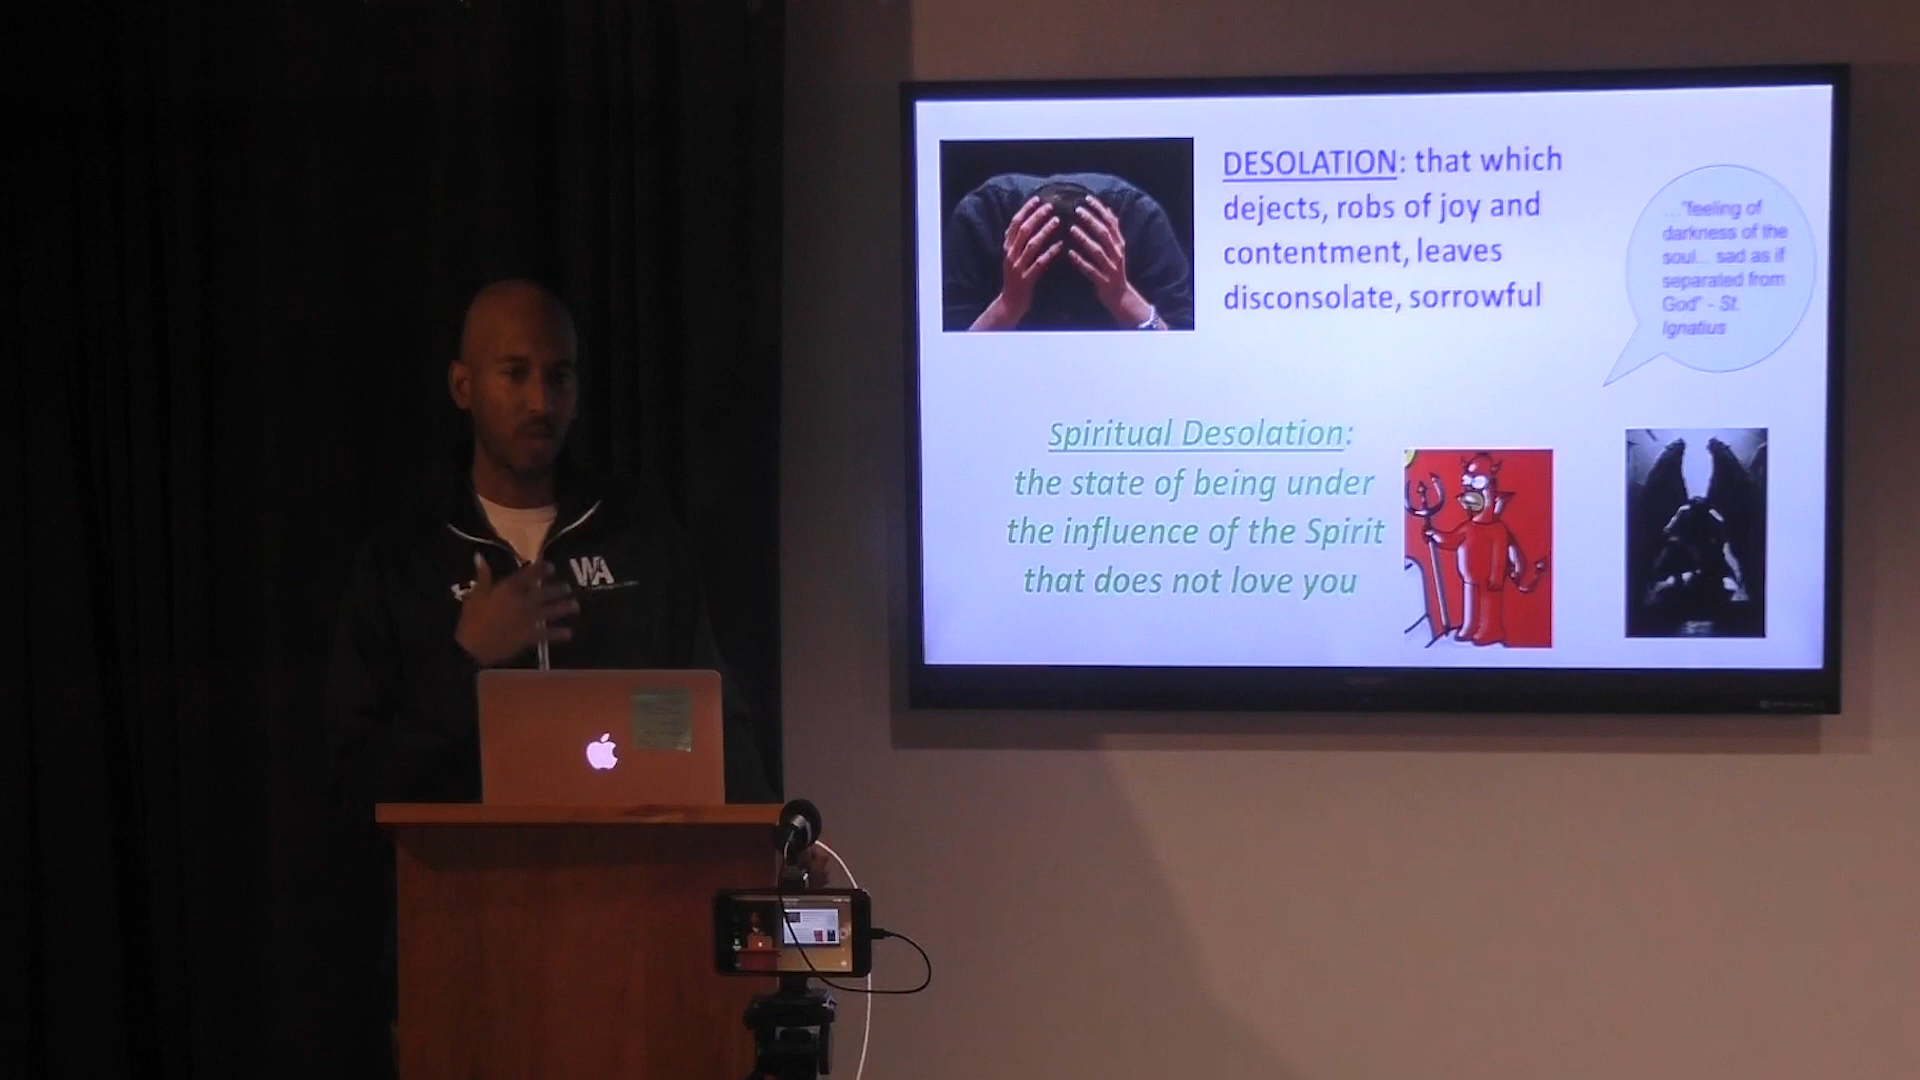 DESOLATION: that which
dejects, robs of joy and
contentment, leaves
disconsolate, sorrowful
..."feeling of
darkness of the
soul... sad as if
separated from
God" - St.
Ignatius
Spiritual Desolation:
the state of being under
the influence of the Spirit
that does not love you
WA